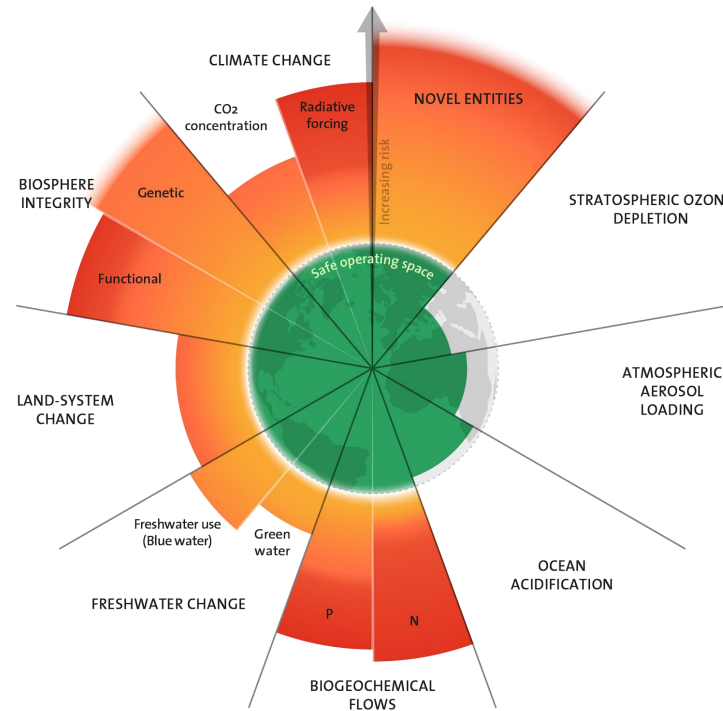 CLIMATE CHANGE
CO2
concentration
Radiative
forcing
NOVEL ENTITIES
Increasing risk
BIOSPHERE
INTEGRITY
Genetic
STRATOSPHERIC OZON
DEPLETION
Safe operating space
Functional
LAND-SYSTEM
CHANGE
ATMOSPHERIC
AEROSOL
LOADING
Freshwater use
(Blue water)
Green
water
OCEAN
ACIDIFICATION
FRESHWATER CHANGE
P
N
BIOGEOCHEMICAL
FLOWS